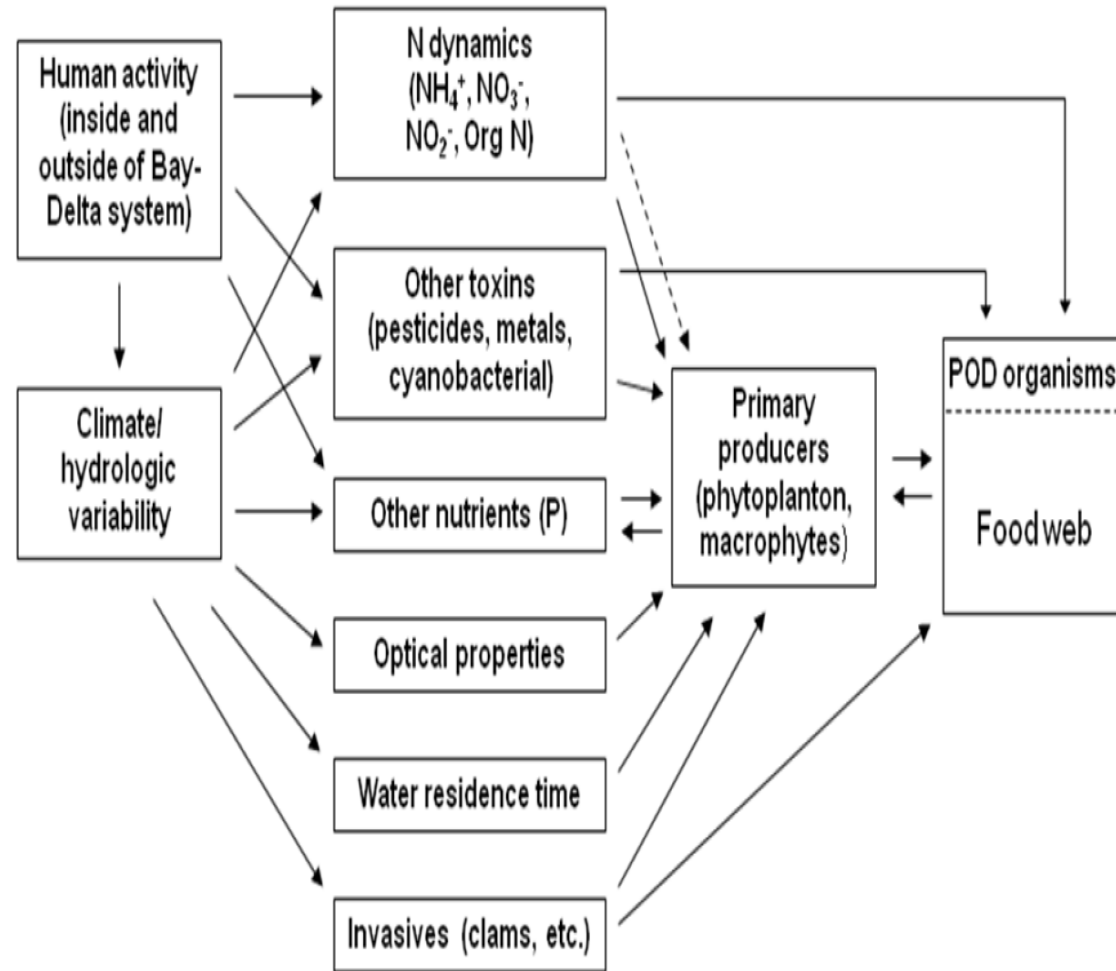 Human activity
(inside and
outside of Bay-
Delta system)
Climate/
hydrologic
variability
N dynamics
(NH₄⁺, NO₃⁻,
NO₂⁻, Org N)
Other toxins
(pesticides, metals,
cyanobacterial)
Other nutrients (P)
Optical properties
Water residence time
Invasives (clams, etc.)
Primary
producers
(phytoplanton,
macrophytes)
POD organisms
Food web